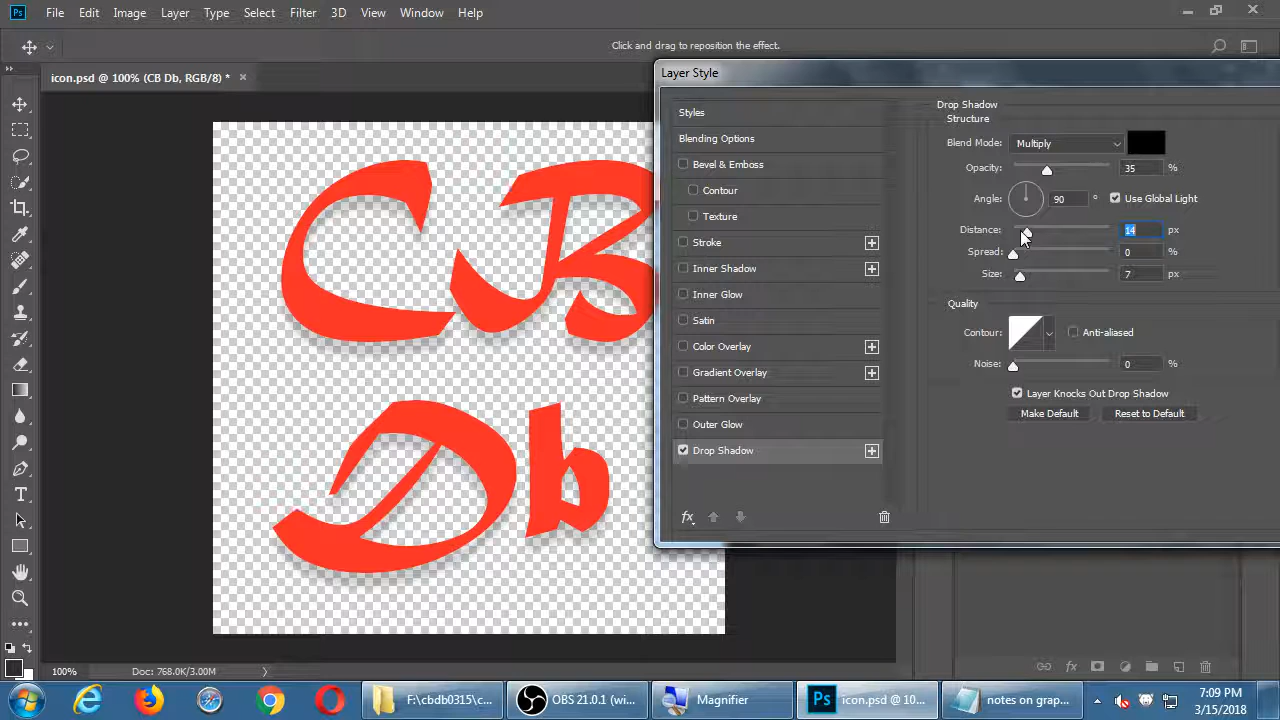 Ps File Edit Image Layer Type Select Filter 3D View Window Help
Click and drag to reposition the effect.
icon.psd @ 100% (CB Db, RGB/8) *
CB
Db
Layer Style
Styles
Blending Options
Bevel & Emboss
Contour
Texture
Stroke
Inner Shadow
Inner Glow
Satin
Color Overlay
Gradient Overlay
Pattern Overlay
Outer Glow
Drop Shadow
fx
Drop Shadow
Structure
Blend Mode: Multiply
Opacity: 35 %
Angle: 90 ° Use Global Light
Distance: 14 px
Spread: 0 %
Size: 7 px
Quality
Contour: Anti-aliased
Noise: 0 %
Layer Knocks Out Drop Shadow
Make Default Reset to Default
fx
100% Doc: 768.0K/3.00M
F:\cbdb0315\c...
OBS 21.0.1 (wi...
Magnifier
Ps icon.psd @ 10...
notes on grap...
7:09 PM
3/15/2018